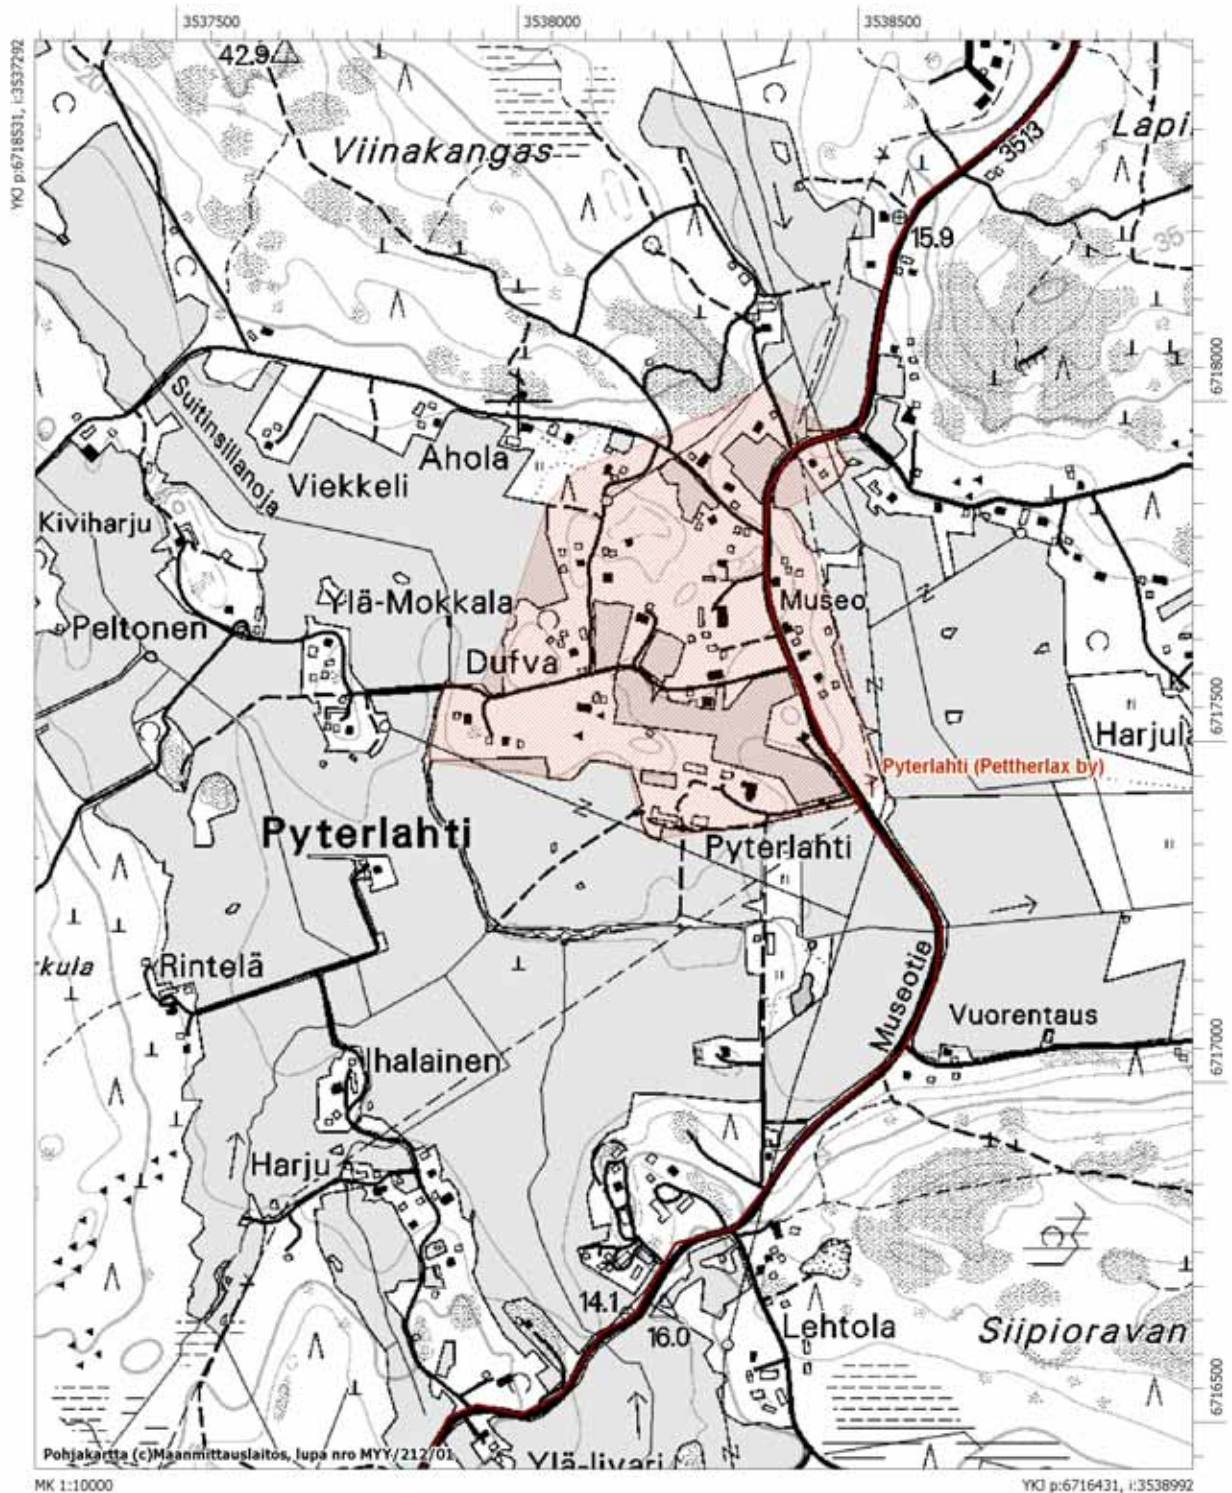 3537500
3538000
3538500
YKJ p:6718531, i:3537292
42.9
20
Viinakangas
3513
15.9
35
6718000
Suitinsillanoja
Ahola
Viekkeli
Kiviharju
Ylä-Mokkala
Museo
Peltonen
Dufva
6717500
Harjula
Pyterlahti (Pettherlax by)
Pyterlahti
Pyterlahti
Rintelä
Museotie
Vuorentaus
6717000
Ihalainen
Harju
14.1
16.0
Lehtola
Siipioravan
6716500
Pohjakartta (c)Maanmittauslaitos, lupa nro MYY/212/01
Ylä-Iivari
MK 1:10000
YKJ p:6716431, i:3538992